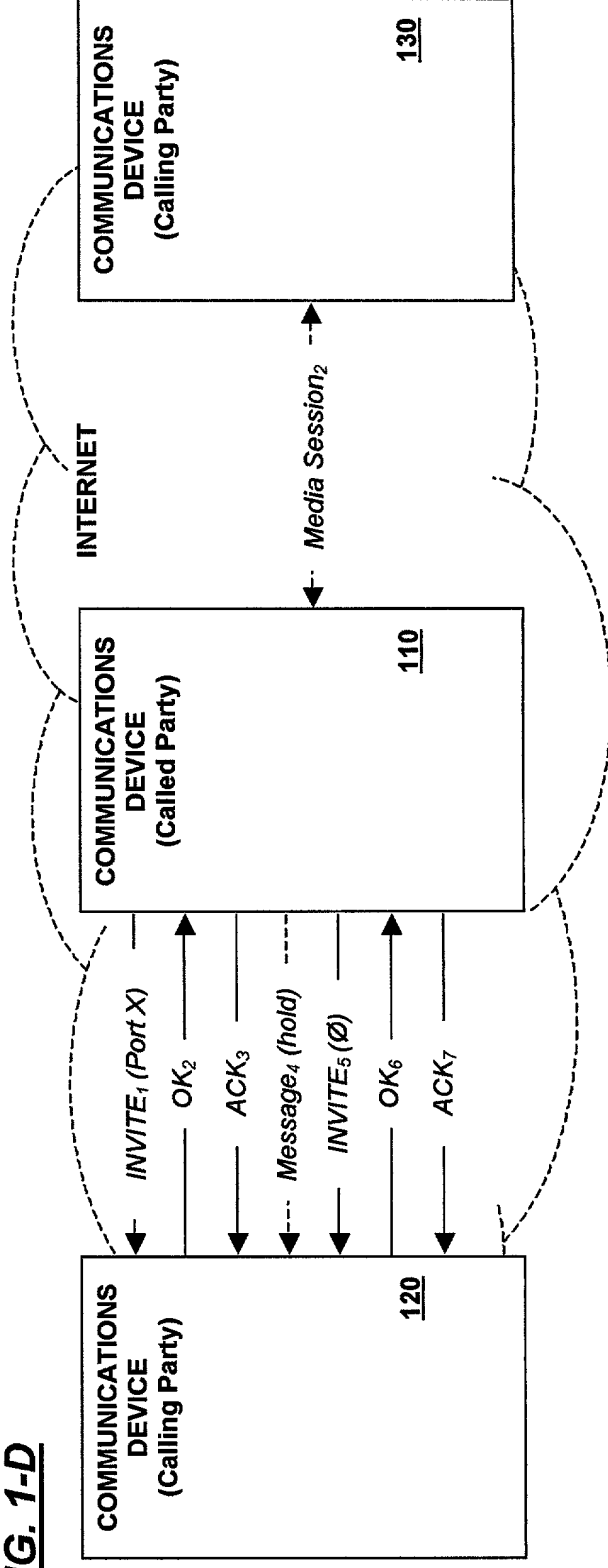 G. 1-D
COMMUNICATIONS
DEVICE
(Calling Party)
120
INVITE₁ (Port X)
OK₂
ACK₃
Message₄ (hold)
INVITE₅ (Ø)
OK₆
ACK₇
COMMUNICATIONS
DEVICE
(Called Party)
110
INTERNET
Media Session₂
COMMUNICATIONS
DEVICE
(Calling Party)
130